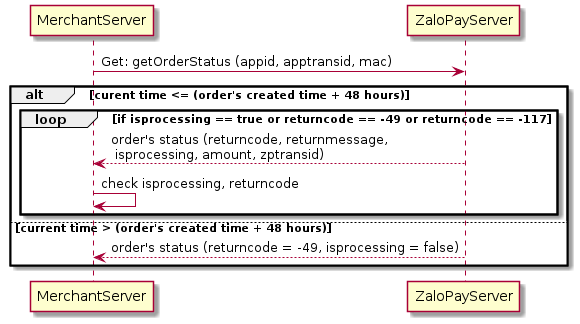 MerchantServer ZaloPayServer
Get: getOrderStatus (appid, apptransid, mac)
alt [curent time <= (order's created time + 48 hours)]
loop [if isprocessing == true or returncode == -49 or returncode == -117]
order's status (returncode, returnmessage,
isprocessing, amount, zptransid)
check isprocessing, returncode
[current time > (order's created time + 48 hours)]
order's status (returncode = -49, isprocessing = false)
MerchantServer ZaloPayServer